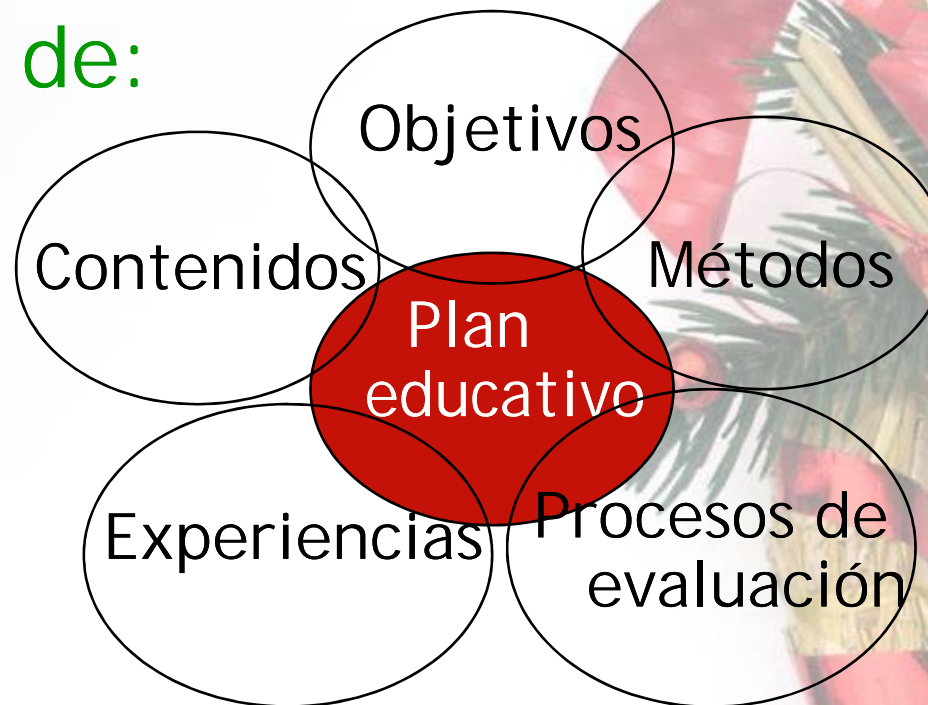 de:
Objetivos
Contenidos
Métodos
Plan
educativo
Experiencias
Procesos de
evaluación